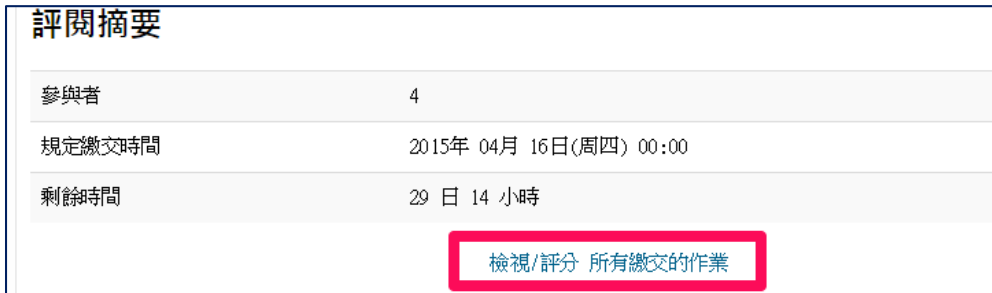 評閱摘要
參與者 4
規定繳交時間 2015年 04月 16日(周四) 00:00
剩餘時間 29 日 14 小時
檢視/評分 所有繳交的作業